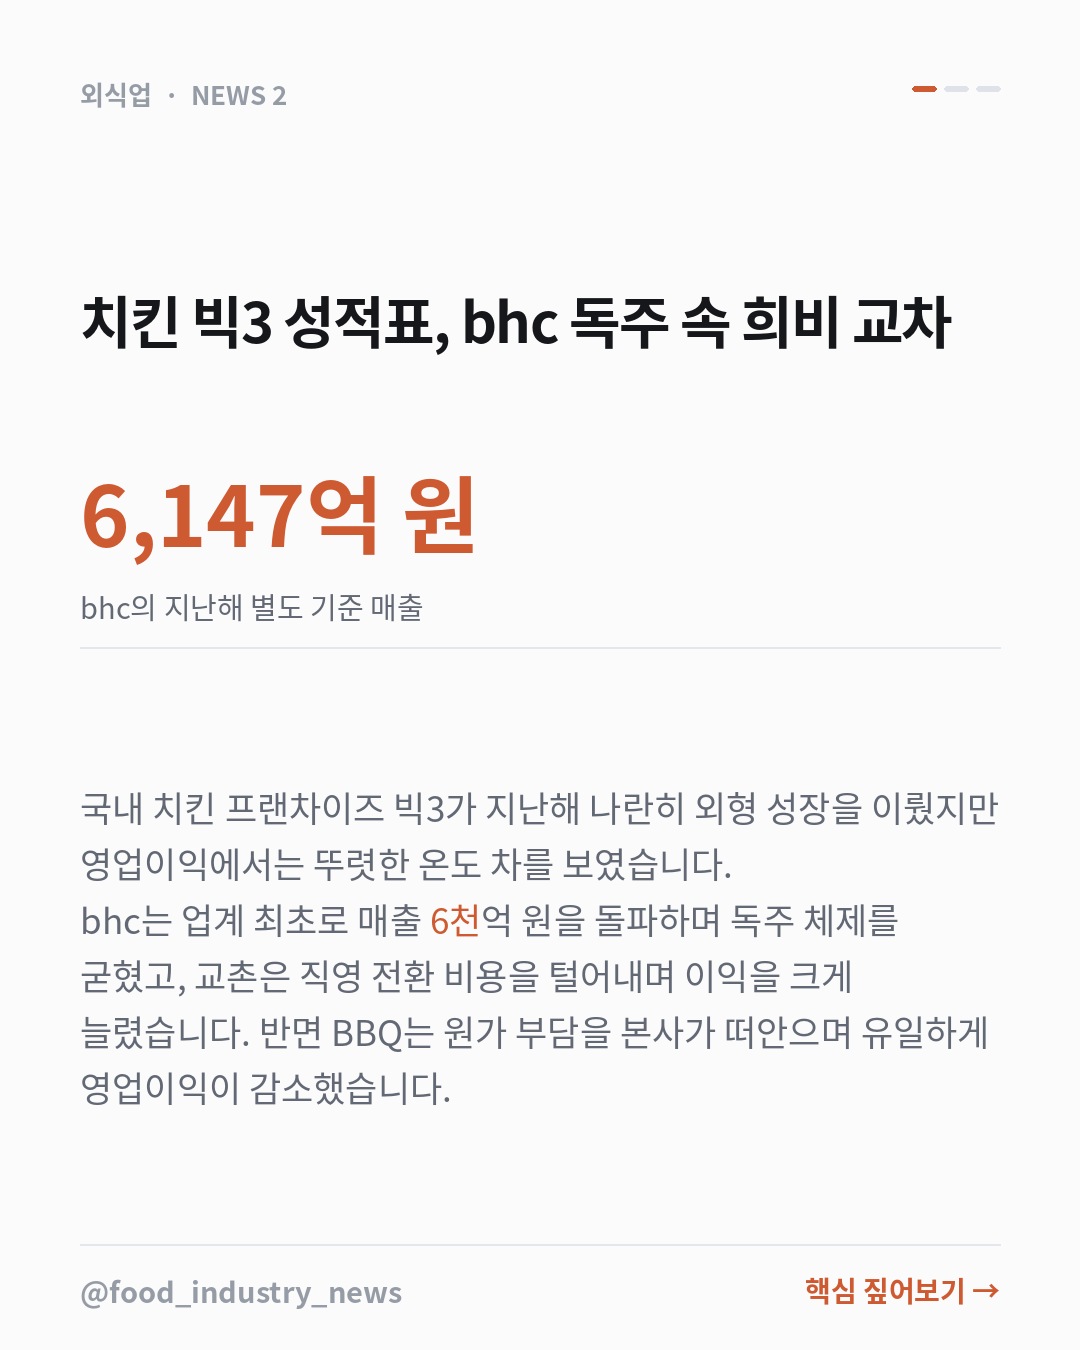 외식업 · NEWS 2
치킨 빅3 성적표, bhc 독주 속 희비 교차
6,147억 원
bhc의 지난해 별도 기준 매출
국내 치킨 프랜차이즈 빅3가 지난해 나란히 외형 성장을 이뤘지만
영업이익에서는 뚜렷한 온도 차를 보였습니다.
bhc는 업계 최초로 매출 6천억 원을 돌파하며 독주 체제를
굳혔고, 교촌은 직영 전환 비용을 털어내며 이익을 크게
늘렸습니다. 반면 BBQ는 원가 부담을 본사가 떠안으며 유일하게
영업이익이 감소했습니다.
@food_industry_news
핵심 짚어보기 →